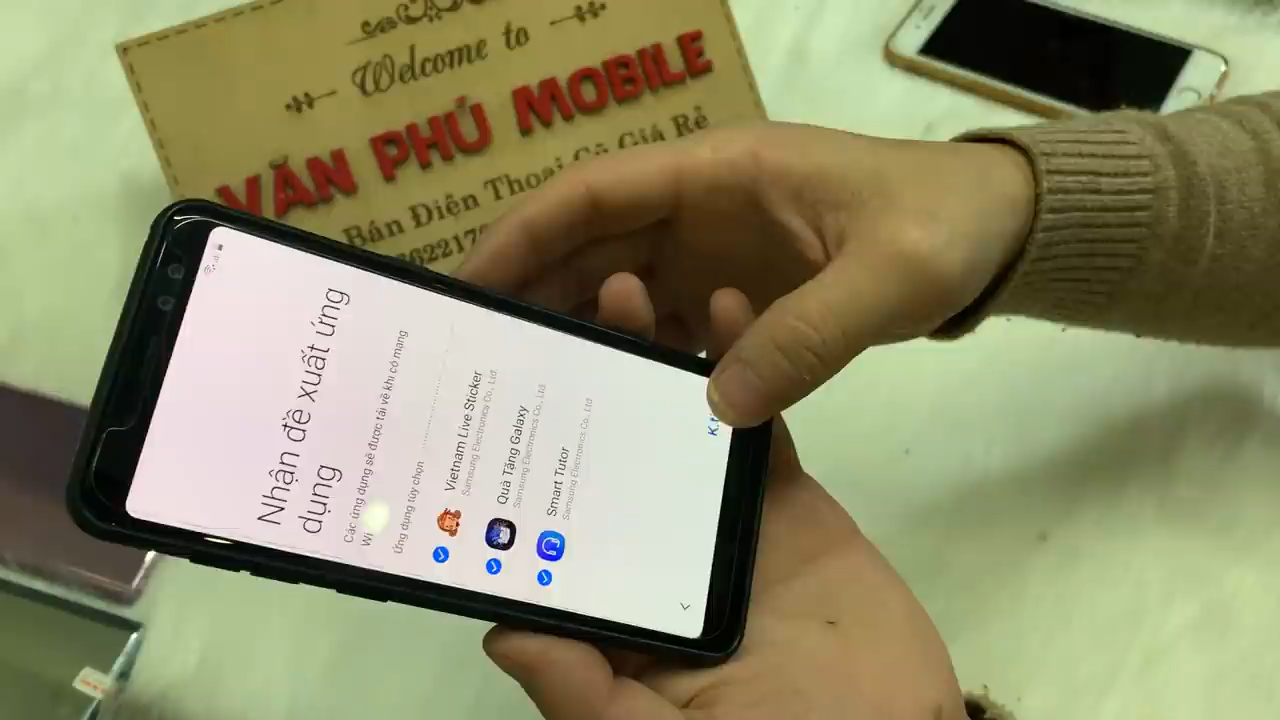 Welcome to
VĂN PHÚ MOBILE
Bán Điện Thoại Cũ Giá Rẻ
Nhận đề xuất ứng
dụng
Các ứng dụng sẽ được tải về khi có mạng
Ứng dụng tùy chọn
Vietnam Live Sticker
Samsung Electronics Co., Ltd.
Quà Tặng Galaxy
Samsung Electronics Co., Ltd.
Smart Tutor
Samsung Electronics Co., Ltd.